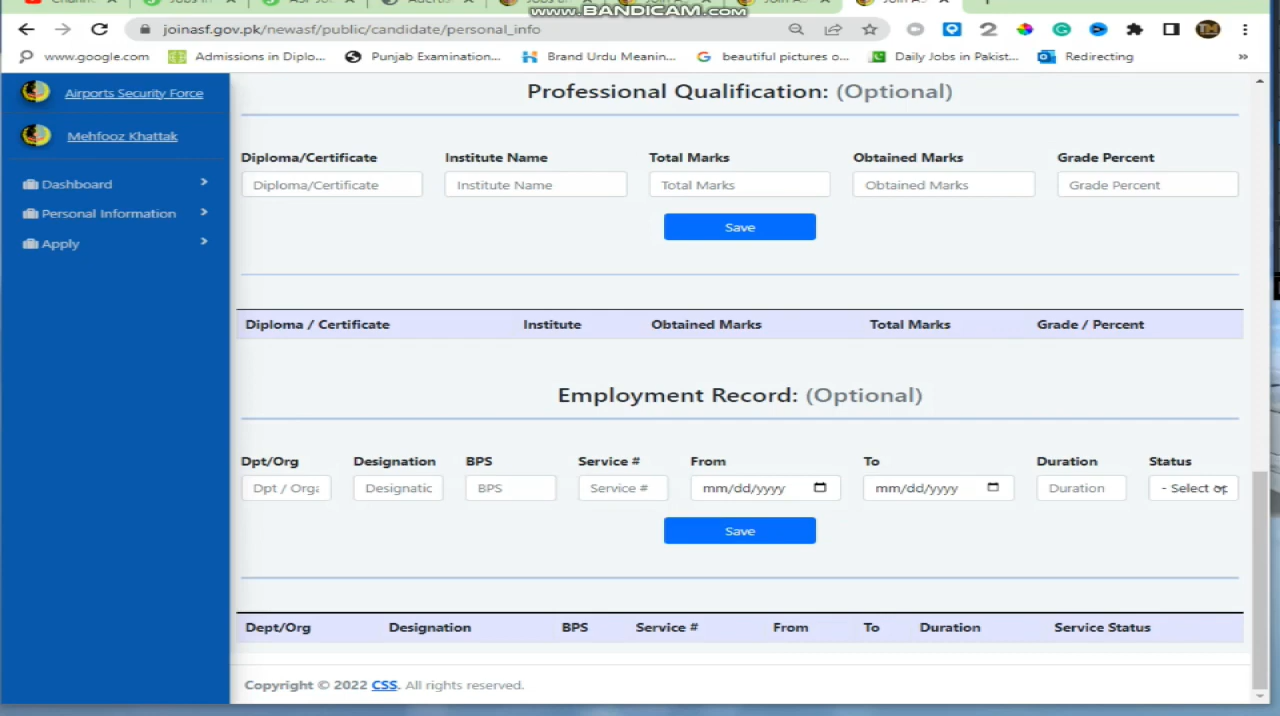 www.BANDICAM.com
joinasf.gov.pk/newasf/public/candidate/personal_info
www.google.com Admissions in Diplo... Punjab Examination... Brand Urdu Meanin... beautiful pictures o... Daily Jobs in Pakist... Redirecting »
Airports Security Force
Mehfooz Khattak
Dashboard
Personal Information
Apply
Professional Qualification: (Optional)
Diploma/Certificate Institute Name Total Marks Obtained Marks Grade Percent
Diploma/Certificate Institute Name Total Marks Obtained Marks Grade Percent
Save
Diploma / Certificate Institute Obtained Marks Total Marks Grade / Percent
Employment Record: (Optional)
Dpt/Org Designation BPS Service # From To Duration Status
Dpt / Orga Designatic BPS Service # mm/dd/yyyy mm/dd/yyyy Duration - Select
Save
Dept/Org Designation BPS Service # From To Duration Service Status
Copyright © 2022 CSS. All rights reserved.